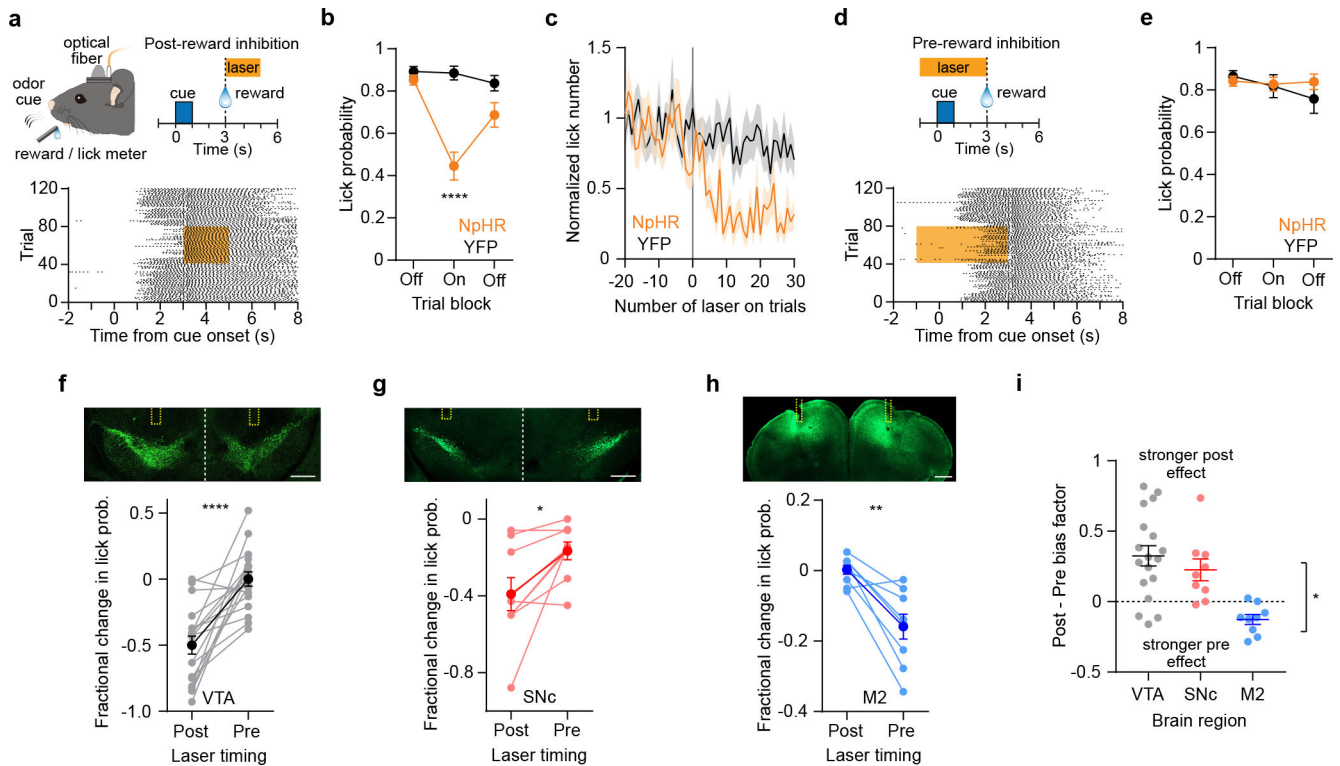 a
optical
fiber
odor
cue
reward / lick meter
Post-reward inhibition
laser
cue
reward
0
3
6
Time (s)
120
80
40
0
Trial
-2
0
2
4
6
8
Time from cue onset (s)
b
1.0
0.8
0.6
0.4
0.2
0
Lick probability
****
NpHR
YFP
Off
On
Off
Trial block
c
1.5
1
0.5
0
Normalized lick number
NpHR
YFP
-20
-10
0
10
20
30
Number of laser on trials
d
Pre-reward inhibition
laser
cue
reward
0
3
6
Time (s)
120
80
40
0
Trial
-2
0
2
4
6
8
Time from cue onset (s)
e
1.0
0.8
0.6
0.4
0.2
0
Lick probability
NpHR
YFP
Off
On
Off
Trial block
f
Fractional change in lick prob.
0.5
0
-0.5
-1.0
****
VTA
Post
Pre
Laser timing
g
Fractional change in lick prob.
0
-0.4
-0.8
*
SNc
Post
Pre
Laser timing
h
Fractional change in lick prob.
0.2
0
-0.2
-0.4
**
M2
Post
Pre
Laser timing
i
Post - Pre bias factor
1
0.5
0
-0.5
stronger post
effect
stronger pre
effect
*
VTA
SNc
M2
Brain region